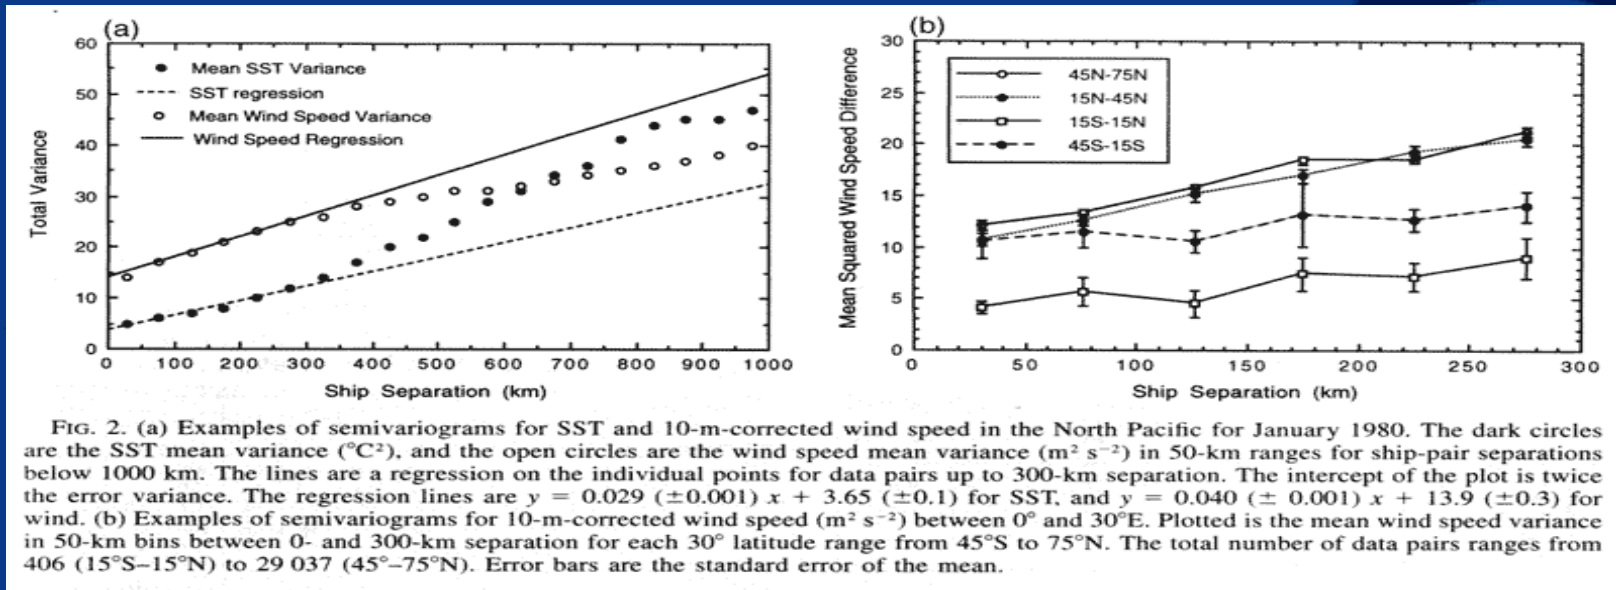 (a)
60
50
40
30
20
10
0
Total Variance
Mean SST Variance
SST regression
Mean Wind Speed Variance
Wind Speed Regression
0 100 200 300 400 500 600 700 800 900 1000
Ship Separation (km)
(b)
30
25
20
15
10
5
0
Mean Squared Wind Speed Difference
45N-75N
15N-45N
15S-15N
45S-15S
0 50 100 150 200 250 300
Ship Separation (km)
FIG. 2. (a) Examples of semivariograms for SST and 10-m-corrected wind speed in the North Pacific for January 1980. The dark circles
are the SST mean variance (°C²), and the open circles are the wind speed mean variance (m² s⁻²) in 50-km ranges for ship-pair separations
below 1000 km. The lines are a regression on the individual points for data pairs up to 300-km separation. The intercept of the plot is twice
the error variance. The regression lines are y = 0.029 (±0.001) x + 3.65 (±0.1) for SST, and y = 0.040 (± 0.001) x + 13.9 (±0.3) for
wind. (b) Examples of semivariograms for 10-m-corrected wind speed (m² s⁻²) between 0° and 30°E. Plotted is the mean wind speed variance
in 50-km bins between 0- and 300-km separation for each 30° latitude range from 45°S to 75°N. The total number of data pairs ranges from
406 (15°S–15°N) to 29 037 (45°–75°N). Error bars are the standard error of the mean.